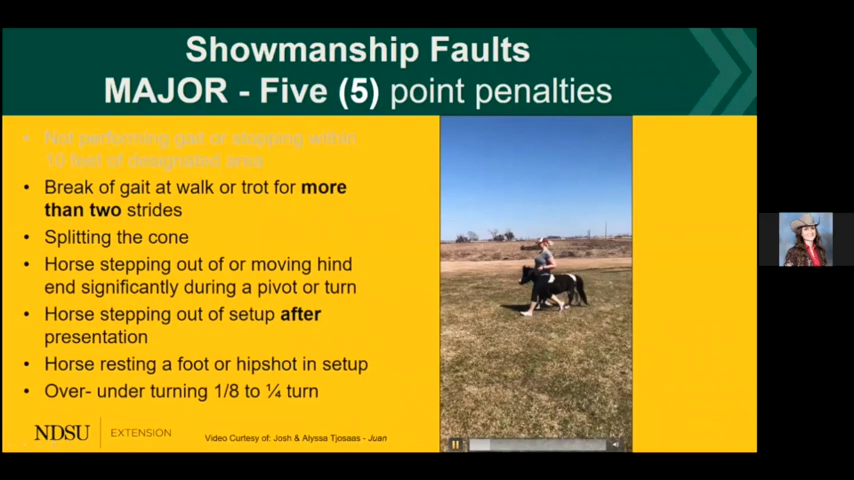 Showmanship Faults
MAJOR - Five (5) point penalties
• Not performing gait or stopping within
10 feet of designated area
• Break of gait at walk or trot for more
than two strides
• Splitting the cone
• Horse stepping out of or moving hind
end significantly during a pivot or turn
• Horse stepping out of setup after
presentation
• Horse resting a foot or hipshot in setup
• Over- under turning 1/8 to ¼ turn
NDSU EXTENSION
Video Curtesy of: Josh & Alyssa Tjosaas - Juan